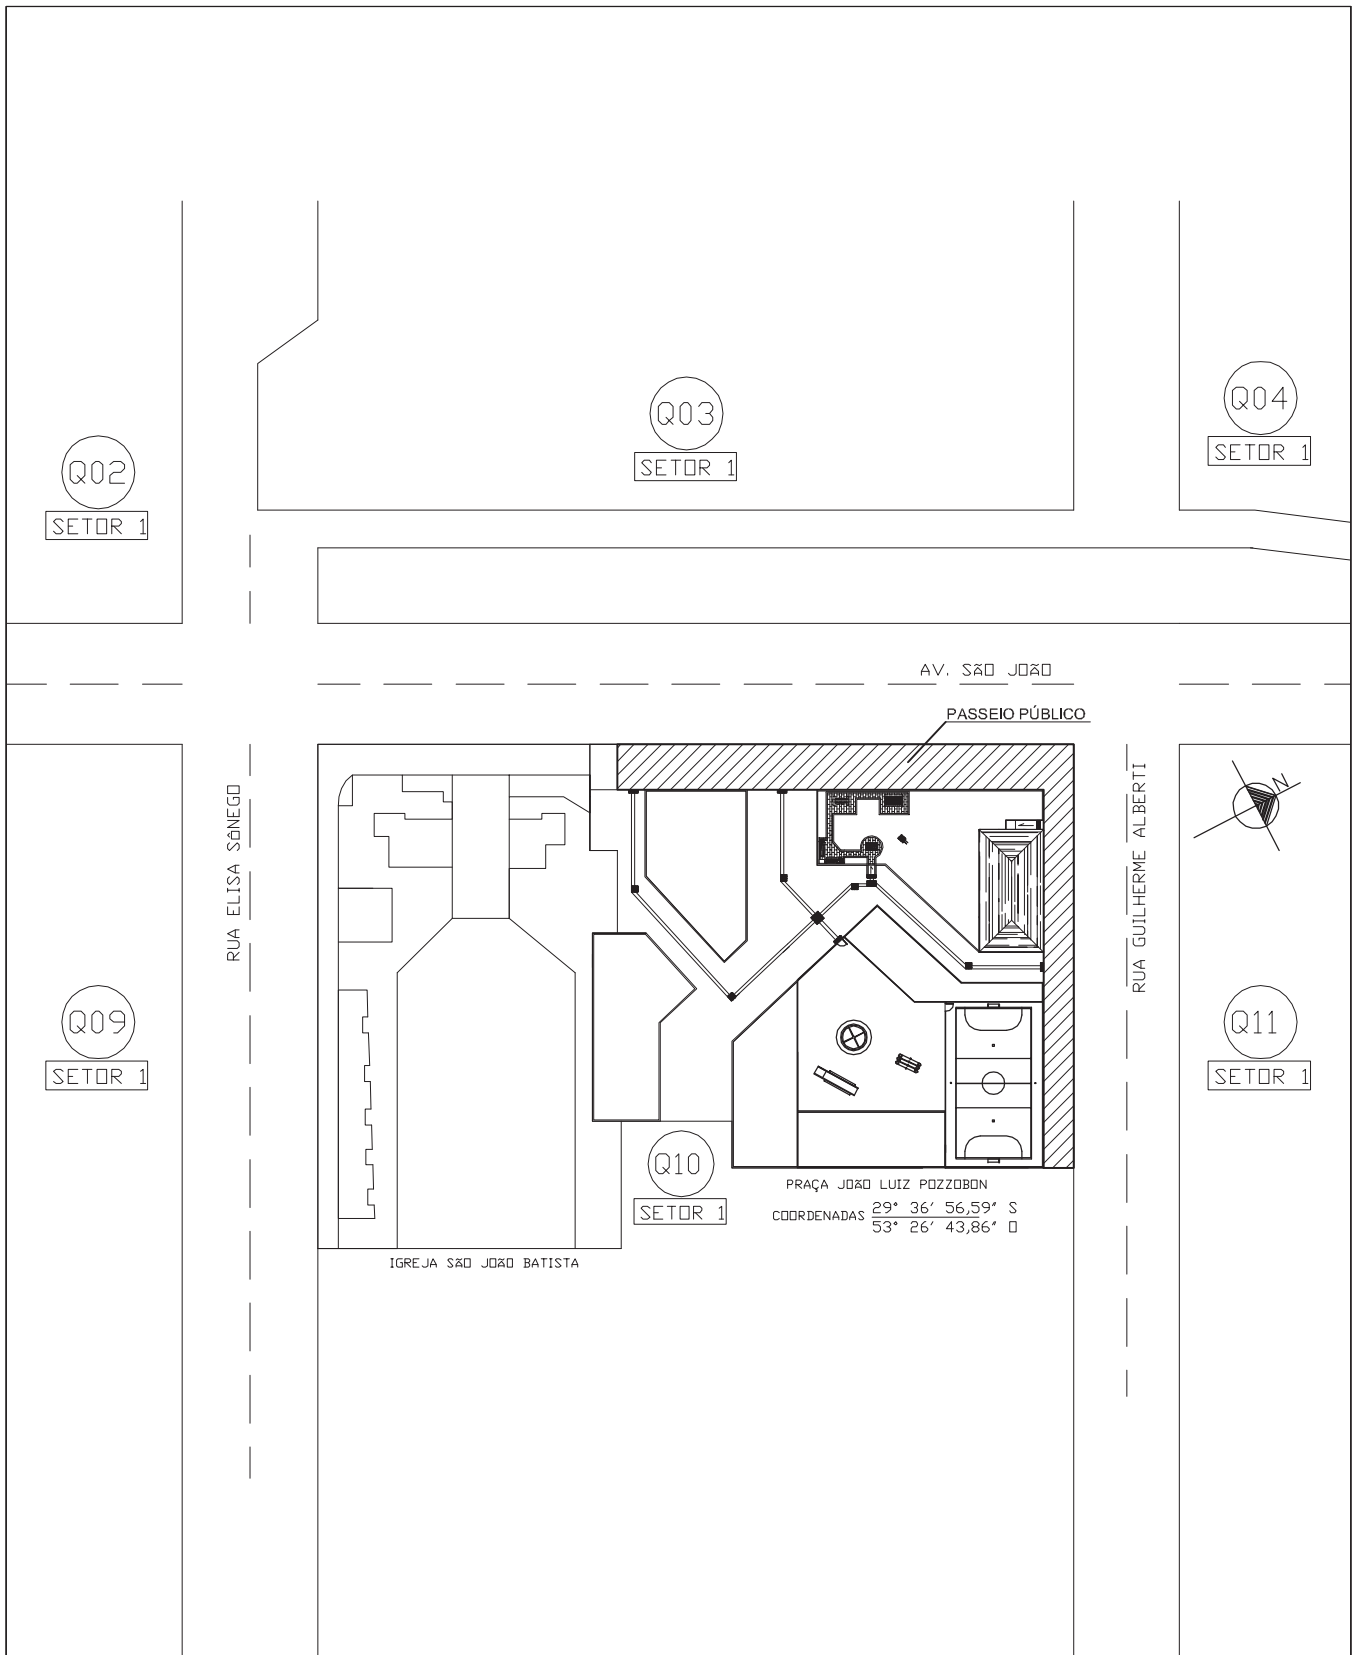 Q04
SETOR 1
Q03
SETOR 1
Q02
SETOR 1
AV. SÃO JOÃO
PASSEIO PÚBLICO
RUA ELISA SÔNEGO
RUA GUILHERME ALBERTI
N
Q09
SETOR 1
Q11
SETOR 1
Q10
SETOR 1
PRAÇA JOÃO LUIZ POZZOBON
COORDENADAS 29° 36' 56,59" S
53° 26' 43,86" O
IGREJA SÃO JOÃO BATISTA